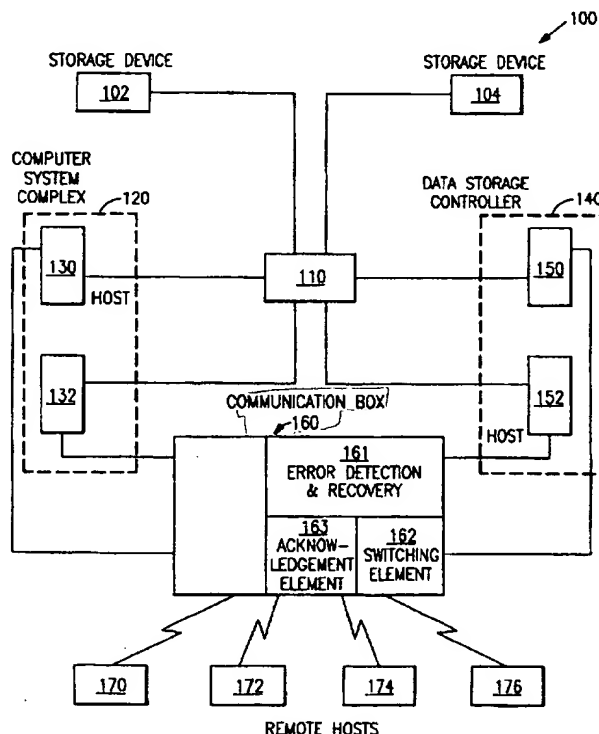 100
STORAGE DEVICE
102
STORAGE DEVICE
104
COMPUTER
SYSTEM
COMPLEX
120
DATA STORAGE
CONTROLLER
140
130
HOST
110
150
132
152
HOST
COMMUNICATION BOX
160
161
ERROR DETECTION
& RECOVERY
163
ACKNOW-
LEDGEMENT
ELEMENT
162
SWITCHING
ELEMENT
170
172
174
176
REMOTE HOSTS